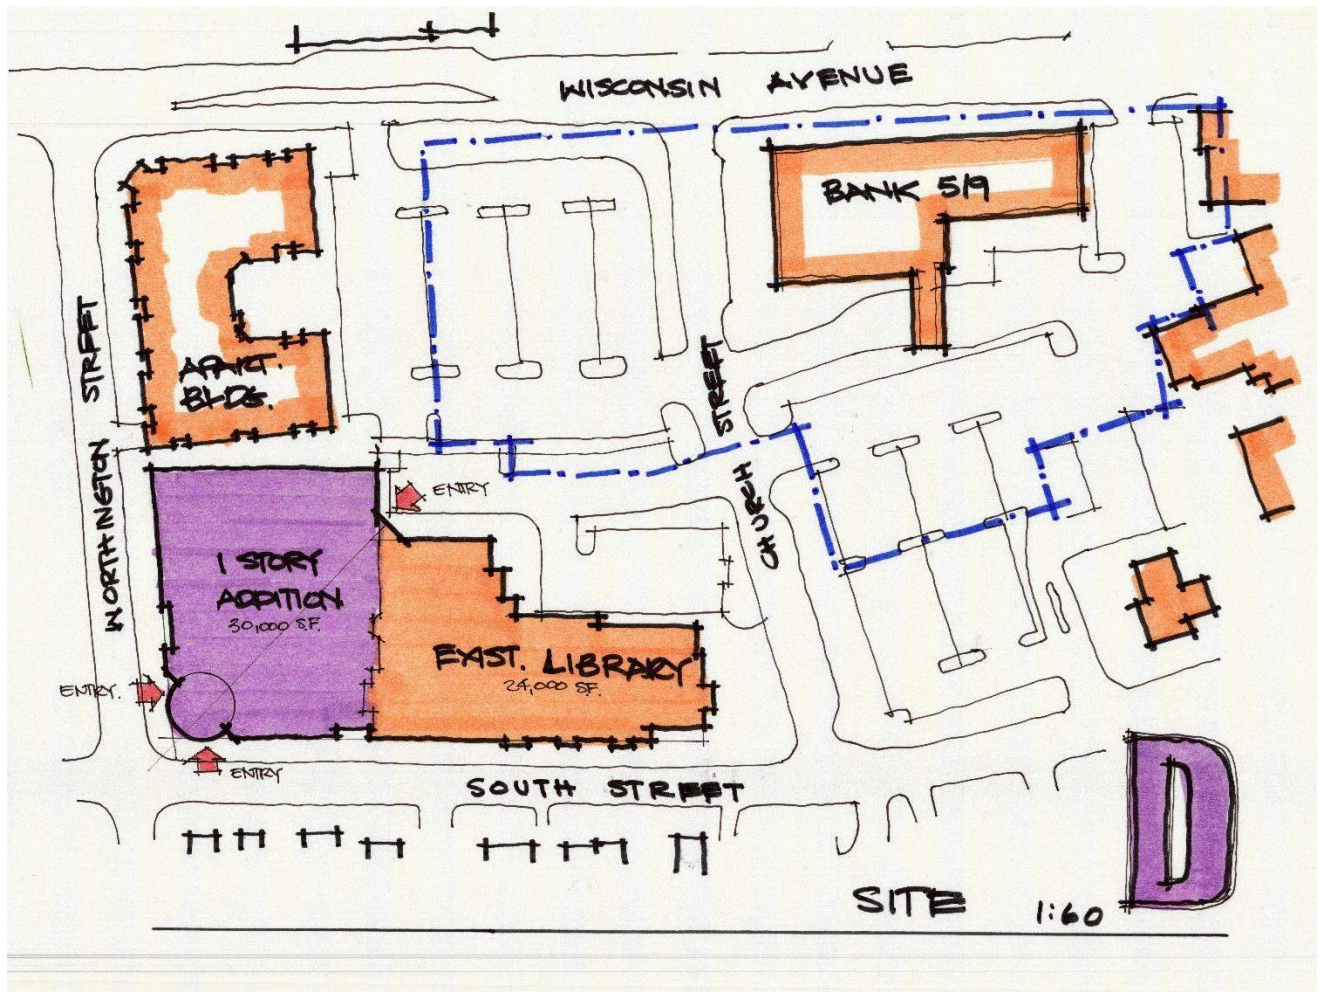 WISCONSIN AVENUE
BANK 5/9
STREET
WORTHINGTON
APART.
BLDG.
STREET
CHURCH
ENTRY
1 STORY
ADDITION
30,000 S.F.
EXIST. LIBRARY
24,000 S.F.
ENTRY.
ENTRY
SOUTH STREET
SITE 1:60
D